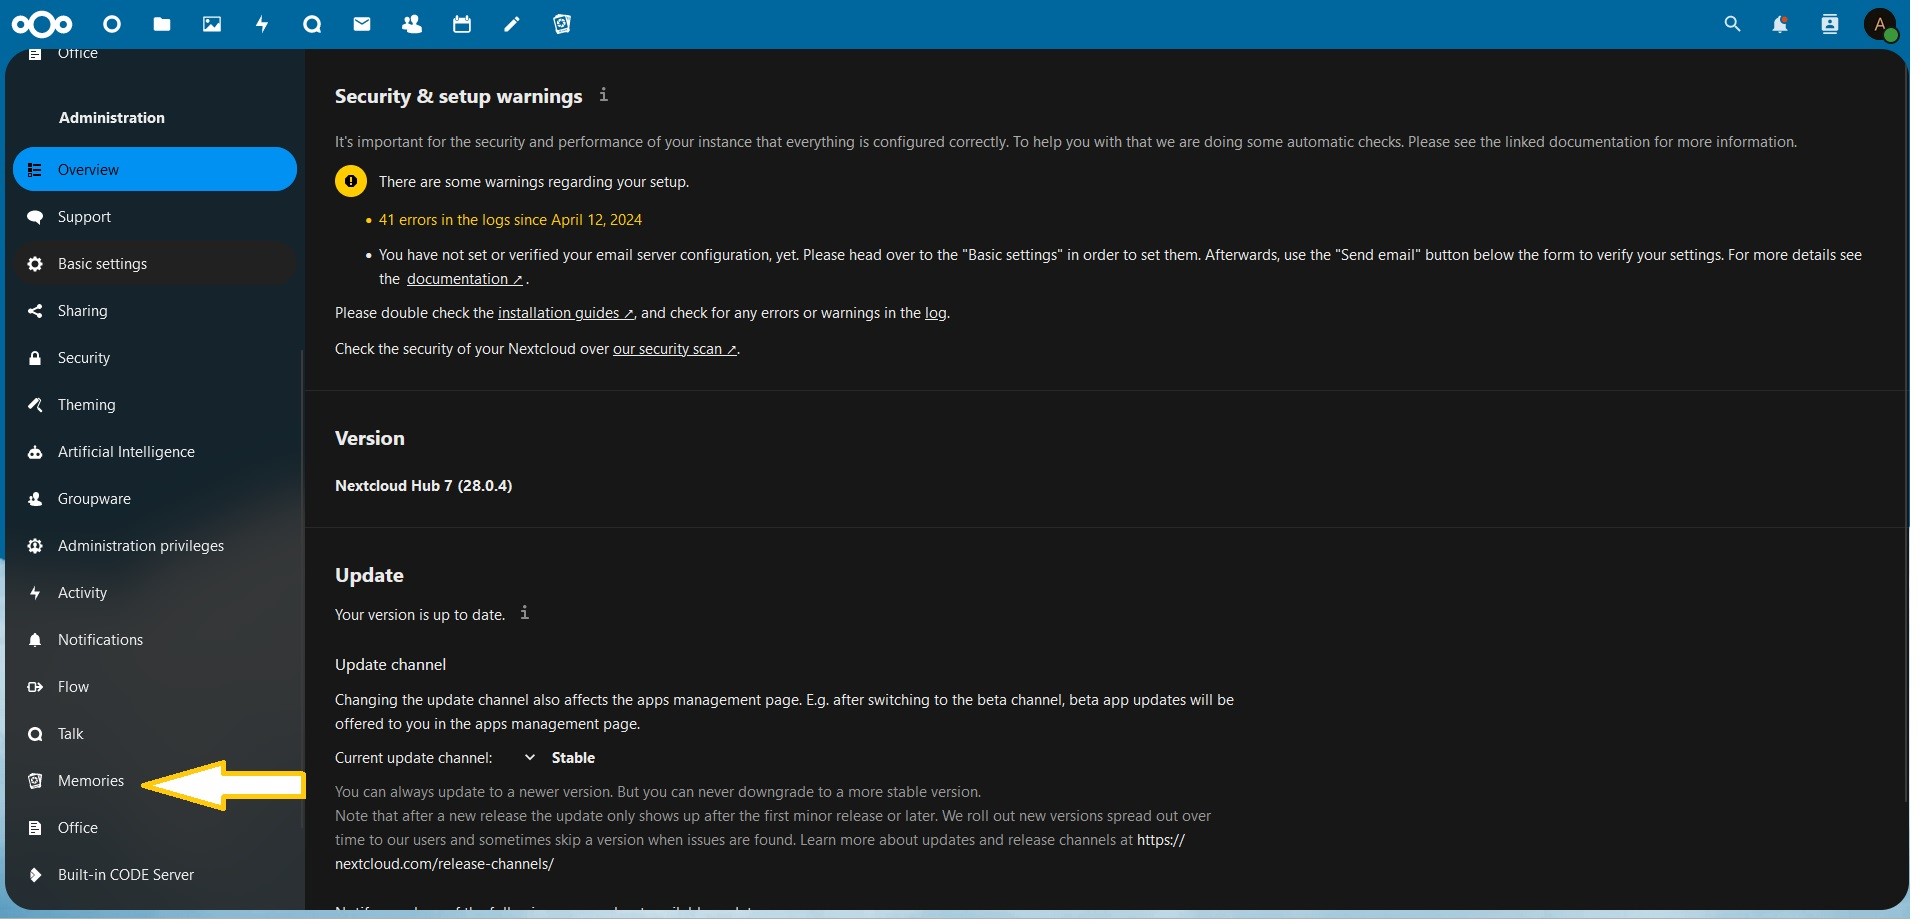 A
Office
Administration
Overview
Support
Basic settings
Sharing
Security
Theming
Artificial Intelligence
Groupware
Administration privileges
Activity
Notifications
Flow
Talk
Memories
Office
Built-in CODE Server
Security & setup warnings
It's important for the security and performance of your instance that everything is configured correctly. To help you with that we are doing some automatic checks. Please see the linked documentation for more information.
There are some warnings regarding your setup.
• 41 errors in the logs since April 12, 2024
• You have not set or verified your email server configuration, yet. Please head over to the "Basic settings" in order to set them. Afterwards, use the "Send email" button below the form to verify your settings. For more details see
the documentation ↗.
Please double check the installation guides ↗, and check for any errors or warnings in the log.
Check the security of your Nextcloud over our security scan ↗.
Version
Nextcloud Hub 7 (28.0.4)
Update
Your version is up to date.
Update channel
Changing the update channel also affects the apps management page. E.g. after switching to the beta channel, beta app updates will be
offered to you in the apps management page.
Current update channel: Stable
You can always update to a newer version. But you can never downgrade to a more stable version.
Note that after a new release the update only shows up after the first minor release or later. We roll out new versions spread out over
time to our users and sometimes skip a version when issues are found. Learn more about updates and release channels at https://
nextcloud.com/release-channels/